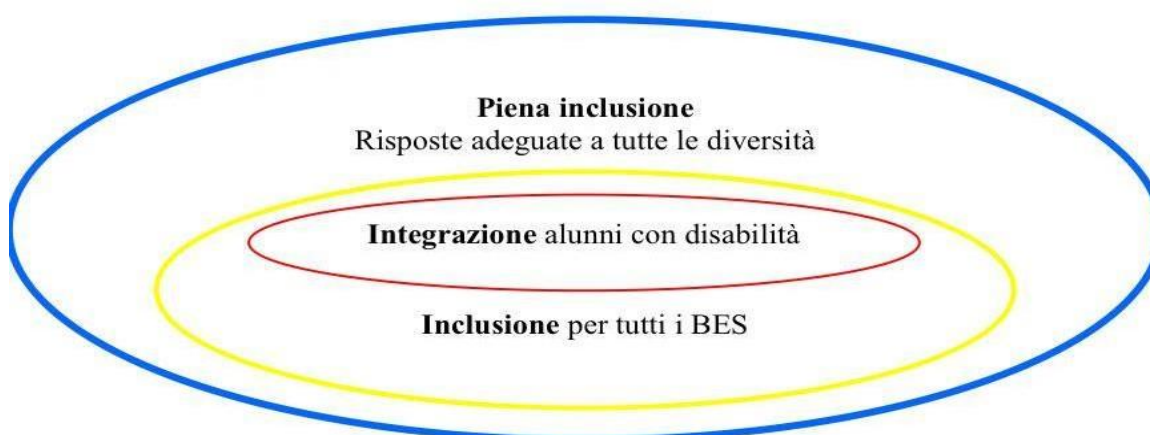 Piena inclusione
Risposte adeguate a tutte le diversità
Integrazione alunni con disabilità
Inclusione per tutti i BES